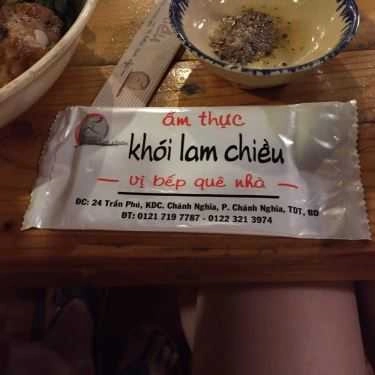 ẩm thực
khói lam chiều
vị bếp quê nhà
ĐC: 24 Trần Phú, KDC. Chánh Nghĩa, P. Chánh Nghĩa, TDT, BD
ĐT: 0121 719 7787 - 0122 321 3974